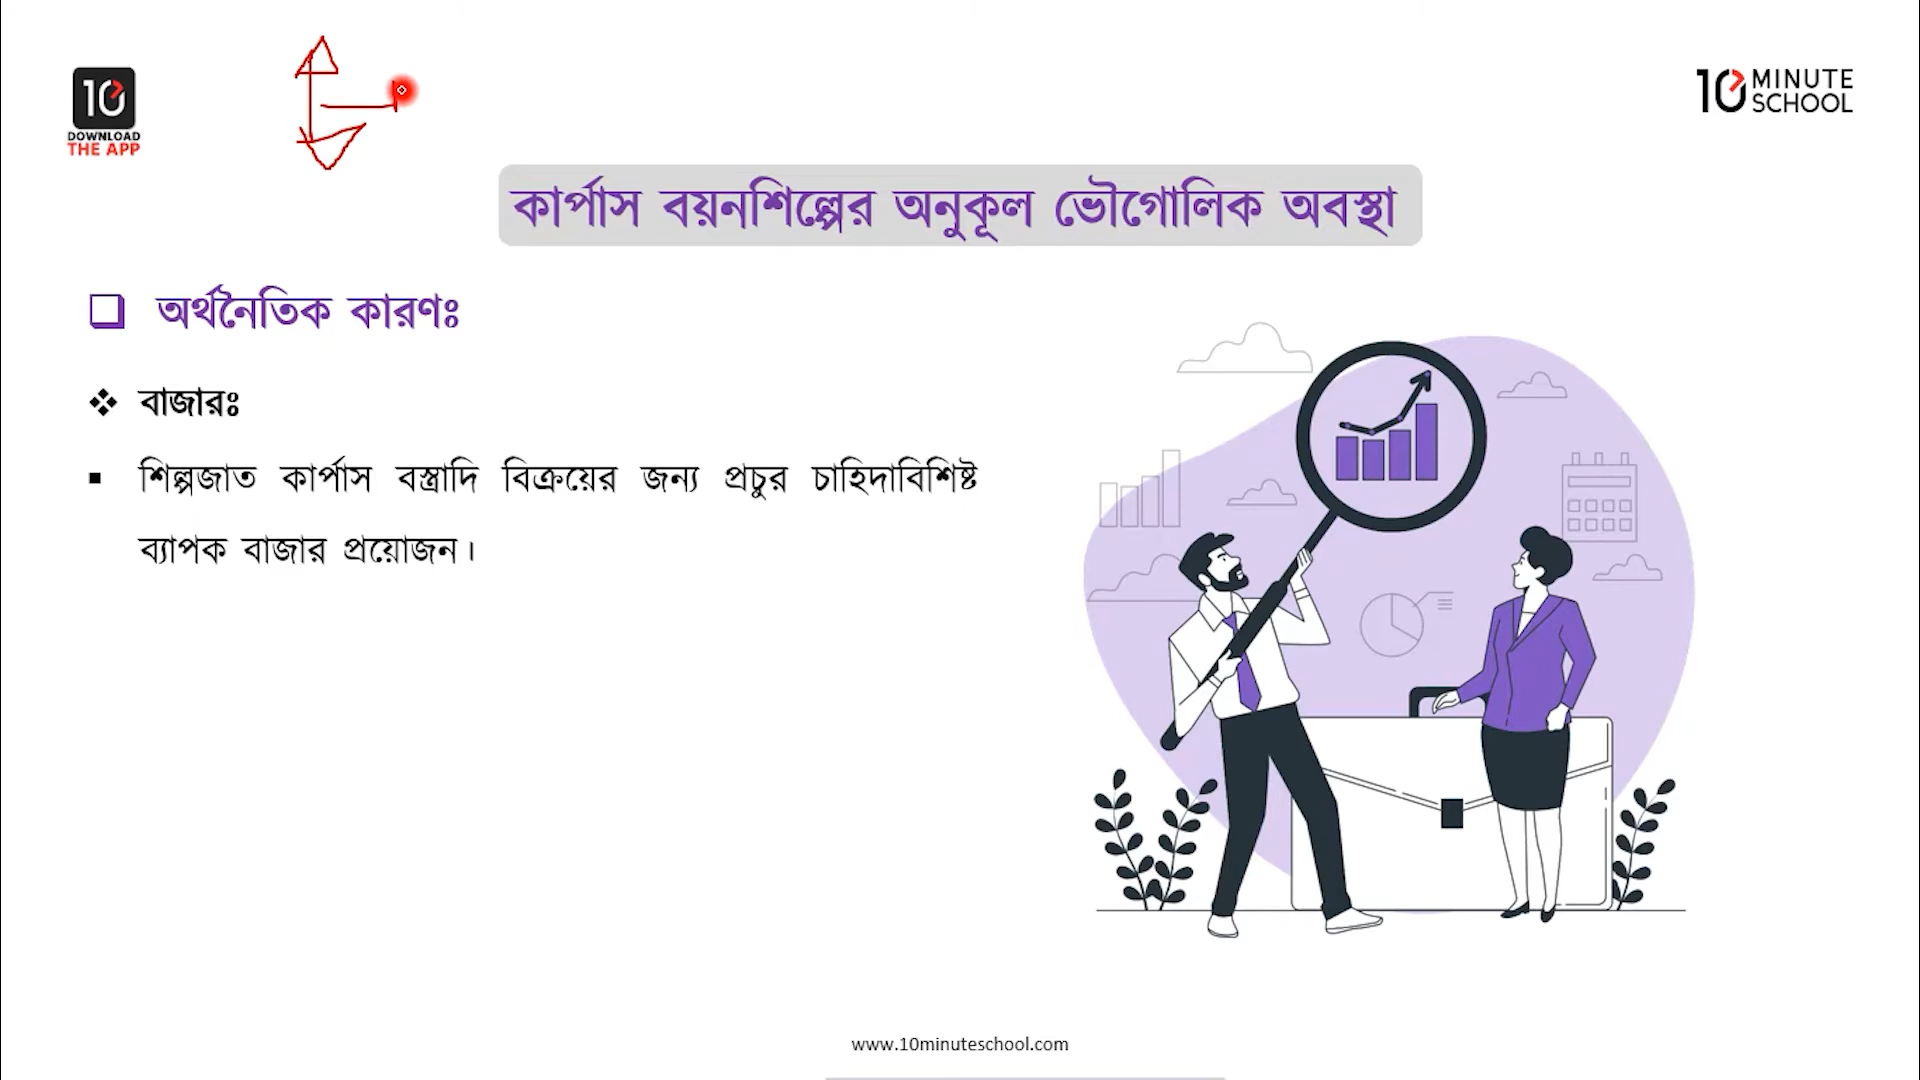 10
DOWNLOAD
THE APP
10 MINUTE
SCHOOL
কার্পাস বয়নশিল্পের অনুকূল ভৌগোলিক অবস্থা
অর্থনৈতিক কারণঃ
বাজারঃ
শিল্পজাত কার্পাস বস্ত্রাদি বিক্রয়ের জন্য প্রচুর চাহিদাবিশিষ্ট
ব্যাপক বাজার প্রয়োজন।
www.10minuteschool.com